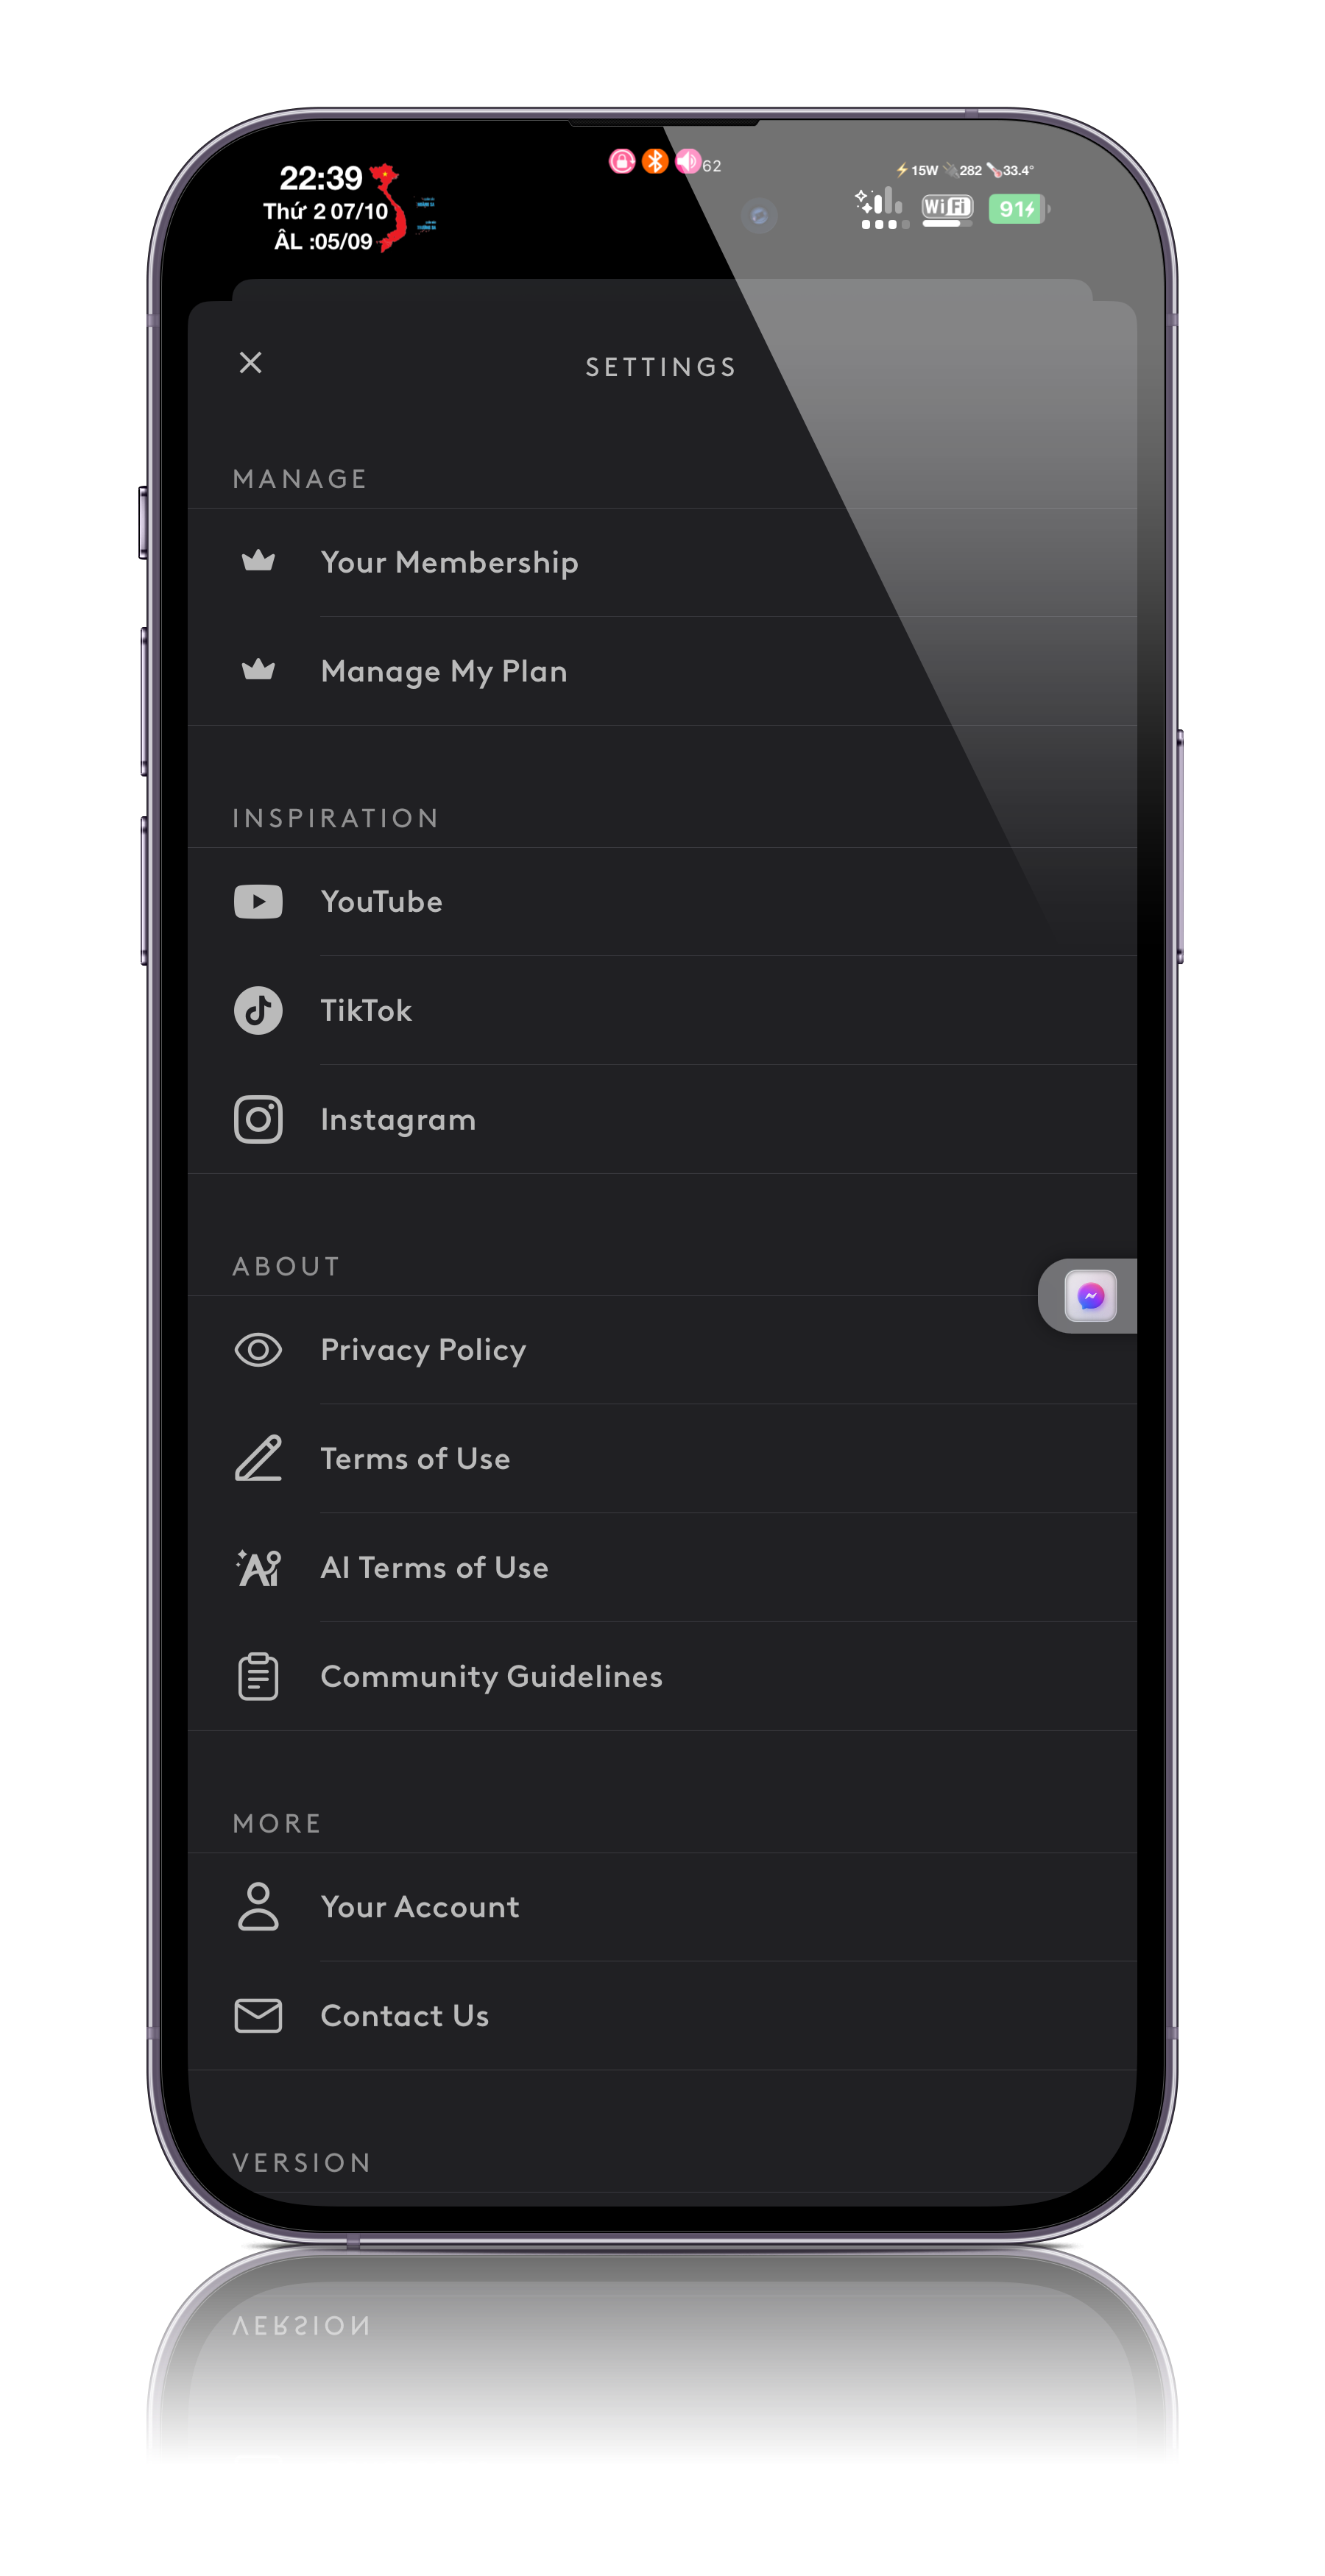 22:39
Thứ 2 07/10
ÂL :05/09
62
15W 282 33.4°
WiFi
91
SETTINGS
MANAGE
Your Membership
Manage My Plan
INSPIRATION
YouTube
TikTok
Instagram
ABOUT
Privacy Policy
Terms of Use
AI Terms of Use
Community Guidelines
MORE
Your Account
Contact Us
VERSION